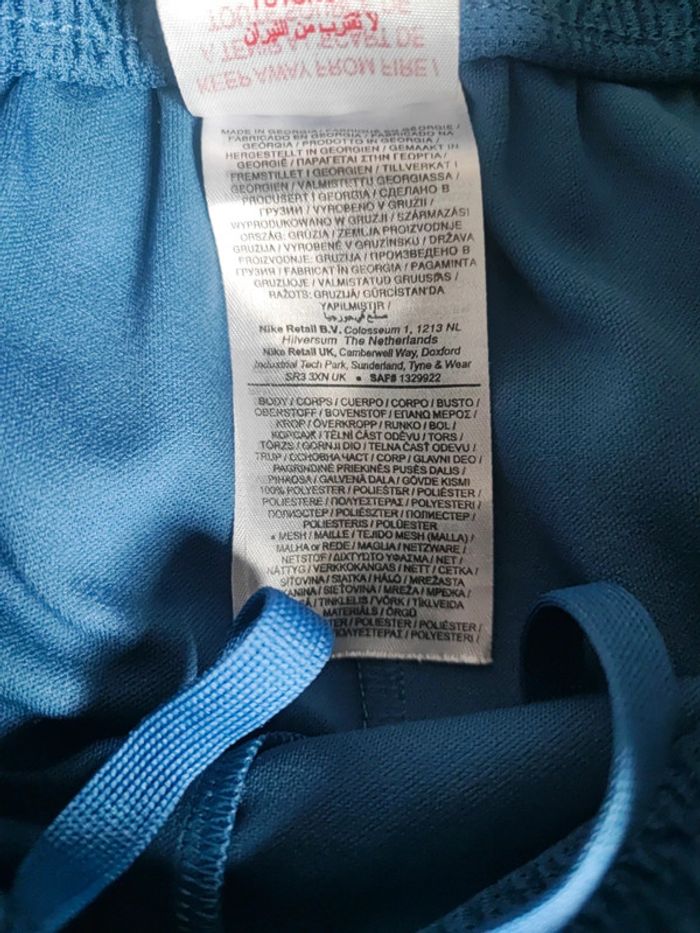 KEEP AWAY FROM FIRE /
لا تقترب من النيران
MADE IN GEORGIA / FABRIQUÉ EN GÉORGIE /
FABRICADO EN GEORGIA / FABRICADO NA
GEÓRGIA / PRODOTTO IN GEORGIA /
HERGESTELLT IN GEORGIEN / GEMAAKT IN
GEORGIË / ΠΑΡΑΓΕΤΑΙ ΣΤΗΝ ΓΕΩΡΓΙΑ /
FREMSTILLET I GEORGIEN / TILLVERKAT I
GEORGIEN / VALMISTETTU GEORGIASSA /
PRODUSERT I GEORGIA / СДЕЛАНО В
ГРУЗИИ / VYROBENO V GRUZII /
WYPRODUKOWANO W GRUZJI / SZÁRMAZÁSI
ORSZÁG: GRÚZIA / ZEMLJA PROIZVODNJE
GRUZIJA / VYROBENÉ V GRUZÍNSKU / DRŽAVA
PROIZVODNJE: GRUZIJA / ПРОИЗВЕДЕНО В
ГРУЗИЯ / FABRICAT ÎN GEORGIA / PAGAMINTA
GRUZIJOJE / VALMISTATUD GRUUSIAS /
RAŽOTS: GRUZIJĀ / GÜRCİSTAN'DA
YAPILMIŞTIR /
صنع في جورجيا
Nike Retail B.V. Colosseum 1, 1213 NL
Hilversum The Netherlands
Nike Retail UK, Camberwell Way, Doxford
Industrial Tech Park, Sunderland, Tyne & Wear
SR3 3XN UK • SAF# 1329922
BODY / CORPS / CUERPO / CORPO / BUSTO /
OBERSTOFF / BOVENSTOF / ΕΠΑΝΩ ΜΕΡΟΣ /
KROP / ÖVERKROPP / RUNKO / BOL /
КОРСАЖ / TĚLNÍ ČÁST ODĚVU / TORS /
TÖRZS / GORNJI DIO / TELNÁ ČASŤ ODEVU /
TRUP / ОСНОВНА ЧАСТ / CORP / GLAVNI DEO /
PAGRINDINĖ PRIEKINĖS PUSĖS DALIS /
PIHAOSA / GALVENĀ DAĻA / GÖVDE KISMI
100% POLYESTER / POLIÉSTER / POLIÉSTER /
POLIESTERE / ΠΟΛΥΕΣΤΕΡΑΣ / POLYESTERI /
ПОЛИЭСТЕР / POLIÉSZTER / ПОЛИЕСТЕР /
POLIESTERIS / POLÜESTER
• MESH / MAILLE / TEJIDO MESH (MALLA) /
MALHA or REDE / MAGLIA / NETZWARE /
NETSTOF / ΔΙΧΤΥΩΤΟ ΥΦΑΣΜΑ / NET /
NÄTTYG / VERKKOKANGAS / NETT / СЕТКА /
SÍŤOVINA / SIATKA / HÁLÓ / MREŽASTA
KANINA / SIEŤOVINA / MREŽA / МРЕЖА /
TINKLELIS / VÕRK / TĪKLVEIDA
MATERIĀLS / ÖRGÜ
POLIESTER / POLIÉSTER /
ΠΟΛΥΕΣΤΕΡΑΣ / POLYESTERI /